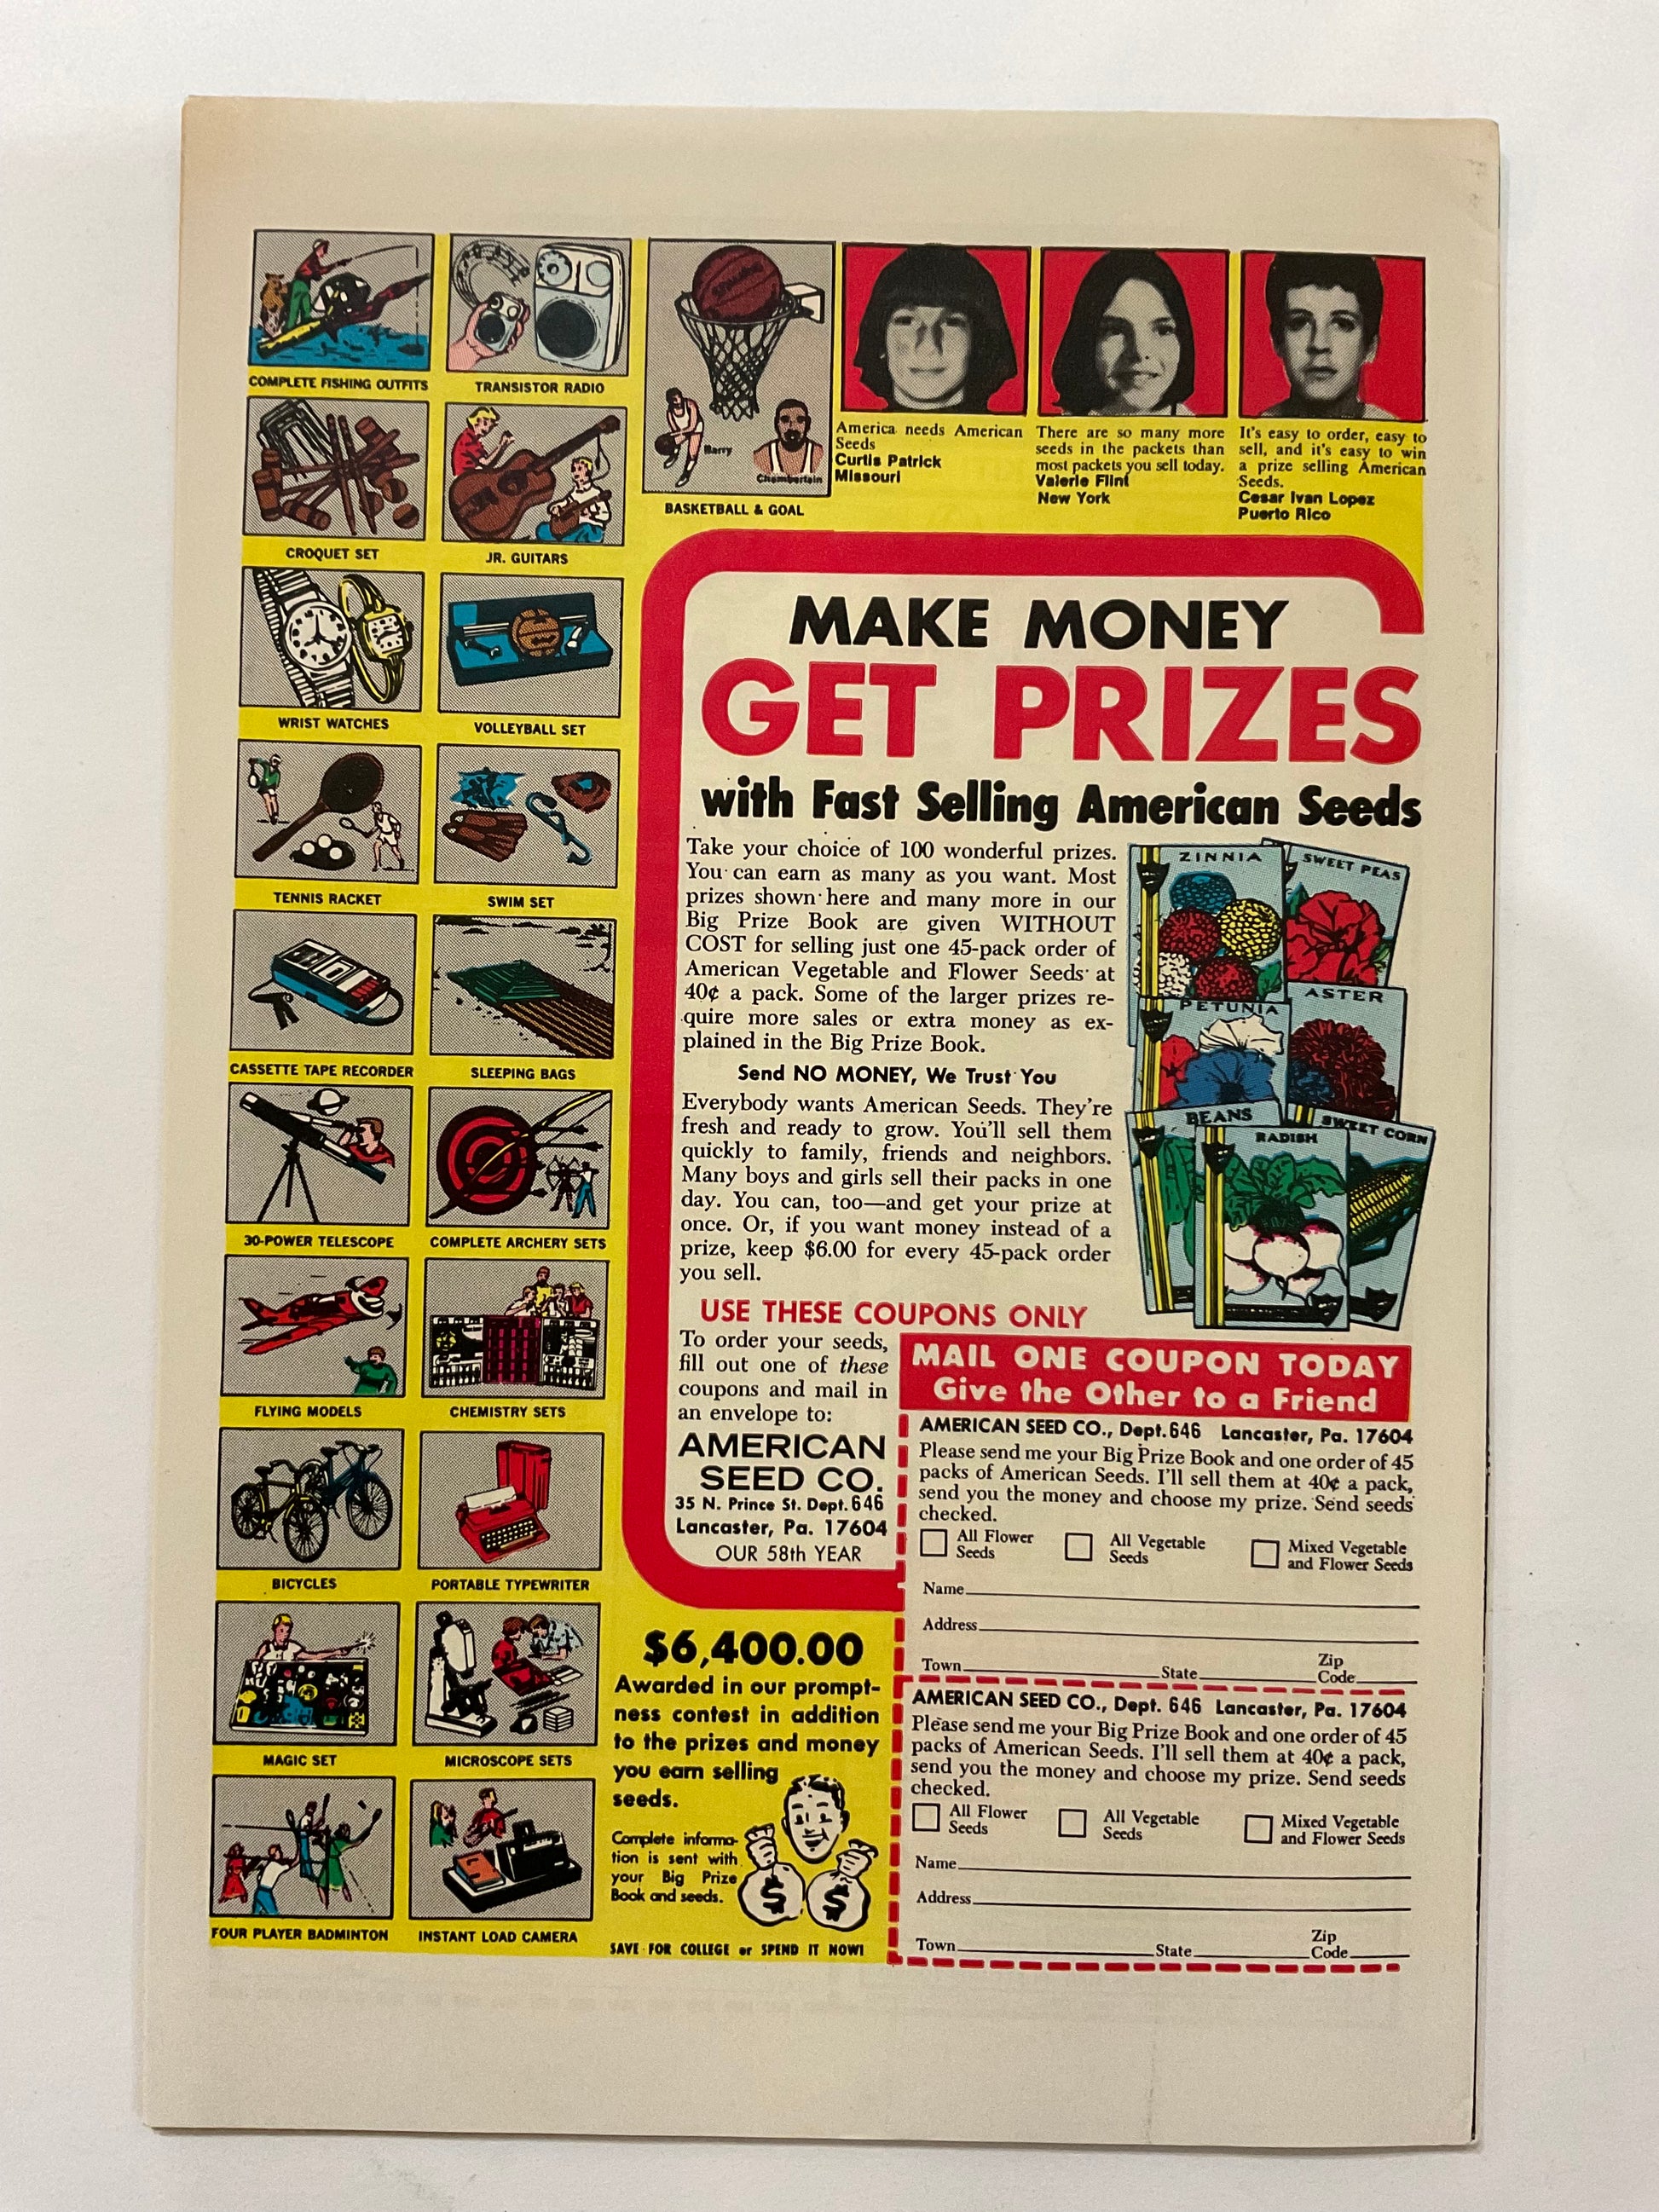 COMPLETE FISHING OUTFITS
TRANSISTOR RADIO
CROQUET SET
JR. GUITARS
WRIST WATCHES
VOLLEYBALL SET
TENNIS RACKET
SWIM SET
CASSETTE TAPE RECORDER
SLEEPING BAGS
30-POWER TELESCOPE
COMPLETE ARCHERY SETS
FLYING MODELS
CHEMISTRY SETS
BICYCLES
PORTABLE TYPEWRITER
MAGIC SET
MICROSCOPE SETS
FOUR PLAYER BADMINTON
INSTANT LOAD CAMERA
Barry
Chamberlain
BASKETBALL & GOAL
America needs American
Seeds
Curtis Patrick
Missouri
There are so many more
seeds in the packets than
most packets you sell today.
Valerie Flint
New York
It's easy to order, easy to
sell, and it's easy to win
a prize selling American
Seeds.
Cesar Ivan Lopez
Puerto Rico
MAKE MONEY
GET PRIZES
with Fast Selling American Seeds
Take your choice of 100 wonderful prizes.
You can earn as many as you want. Most
prizes shown here and many more in our
Big Prize Book are given WITHOUT
COST for selling just one 45-pack order of
American Vegetable and Flower Seeds at
40¢ a pack. Some of the larger prizes re-
quire more sales or extra money as ex-
plained in the Big Prize Book.
Send NO MONEY, We Trust You
Everybody wants American Seeds. They're
fresh and ready to grow. You'll sell them
quickly to family, friends and neighbors.
Many boys and girls sell their packs in one
day. You can, too—and get your prize at
once. Or, if you want money instead of a
prize, keep $6.00 for every 45-pack order
you sell.
ZINNIA
SWEET PEAS
PETUNIA
ASTER
BEANS
RADISH
SWEET CORN
USE THESE COUPONS ONLY
To order your seeds,
fill out one of these
coupons and mail in
an envelope to:
AMERICAN
SEED CO.
35 N. Prince St. Dept. 646
Lancaster, Pa. 17604
OUR 58th YEAR
$6,400.00
Awarded in our prompt-
ness contest in addition
to the prizes and money
you earn selling
seeds.
Complete informa-
tion is sent with
your Big Prize
Book and seeds.
$ $
SAVE FOR COLLEGE or SPEND IT NOW!
MAIL ONE COUPON TODAY
Give the Other to a Friend
AMERICAN SEED CO., Dept. 646 Lancaster, Pa. 17604
Please send me your Big Prize Book and one order of 45
packs of American Seeds. I'll sell them at 40¢ a pack,
send you the money and choose my prize. Send seeds
checked.
All Flower
Seeds
All Vegetable
Seeds
Mixed Vegetable
and Flower Seeds
Name
Address
Town State Zip
Code
AMERICAN SEED CO., Dept. 646 Lancaster, Pa. 17604
Please send me your Big Prize Book and one order of 45
packs of American Seeds. I'll sell them at 40¢ a pack,
send you the money and choose my prize. Send seeds
checked.
All Flower
Seeds
All Vegetable
Seeds
Mixed Vegetable
and Flower Seeds
Name
Address
Town State Zip
Code